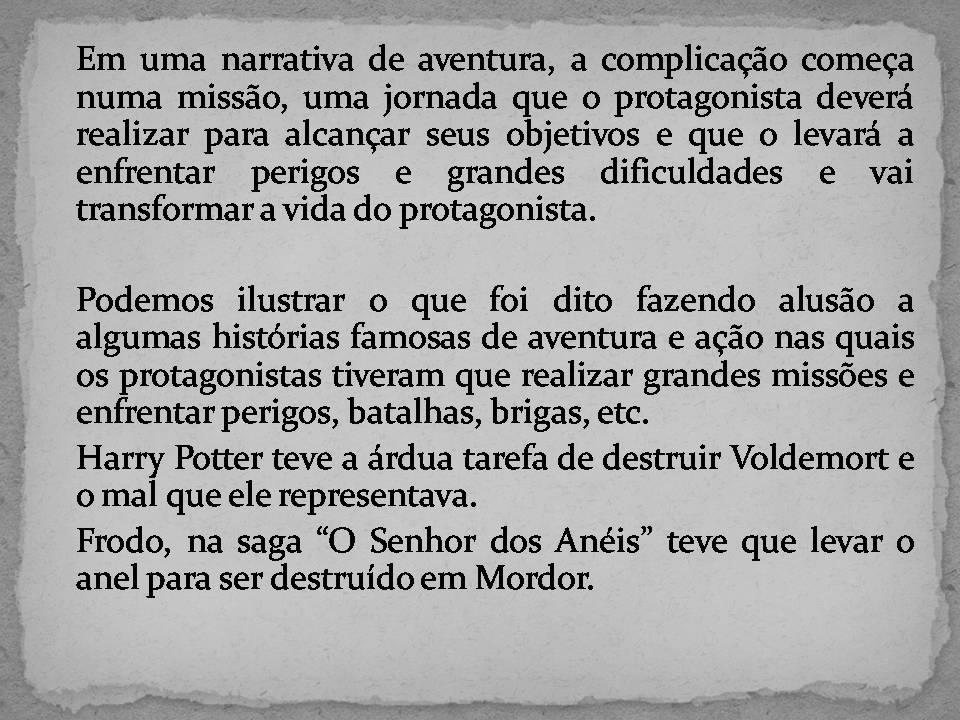 Em uma narrativa de aventura, a complicação começa
numa missão, uma jornada que o protagonista deverá
realizar para alcançar seus objetivos e que o levará a
enfrentar perigos e grandes dificuldades e vai
transformar a vida do protagonista.
Podemos ilustrar o que foi dito fazendo alusão a
algumas histórias famosas de aventura e ação nas quais
os protagonistas tiveram que realizar grandes missões e
enfrentar perigos, batalhas, brigas, etc.
Harry Potter teve a árdua tarefa de destruir Voldemort e
o mal que ele representava.
Frodo, na saga “O Senhor dos Anéis” teve que levar o
anel para ser destruído em Mordor.